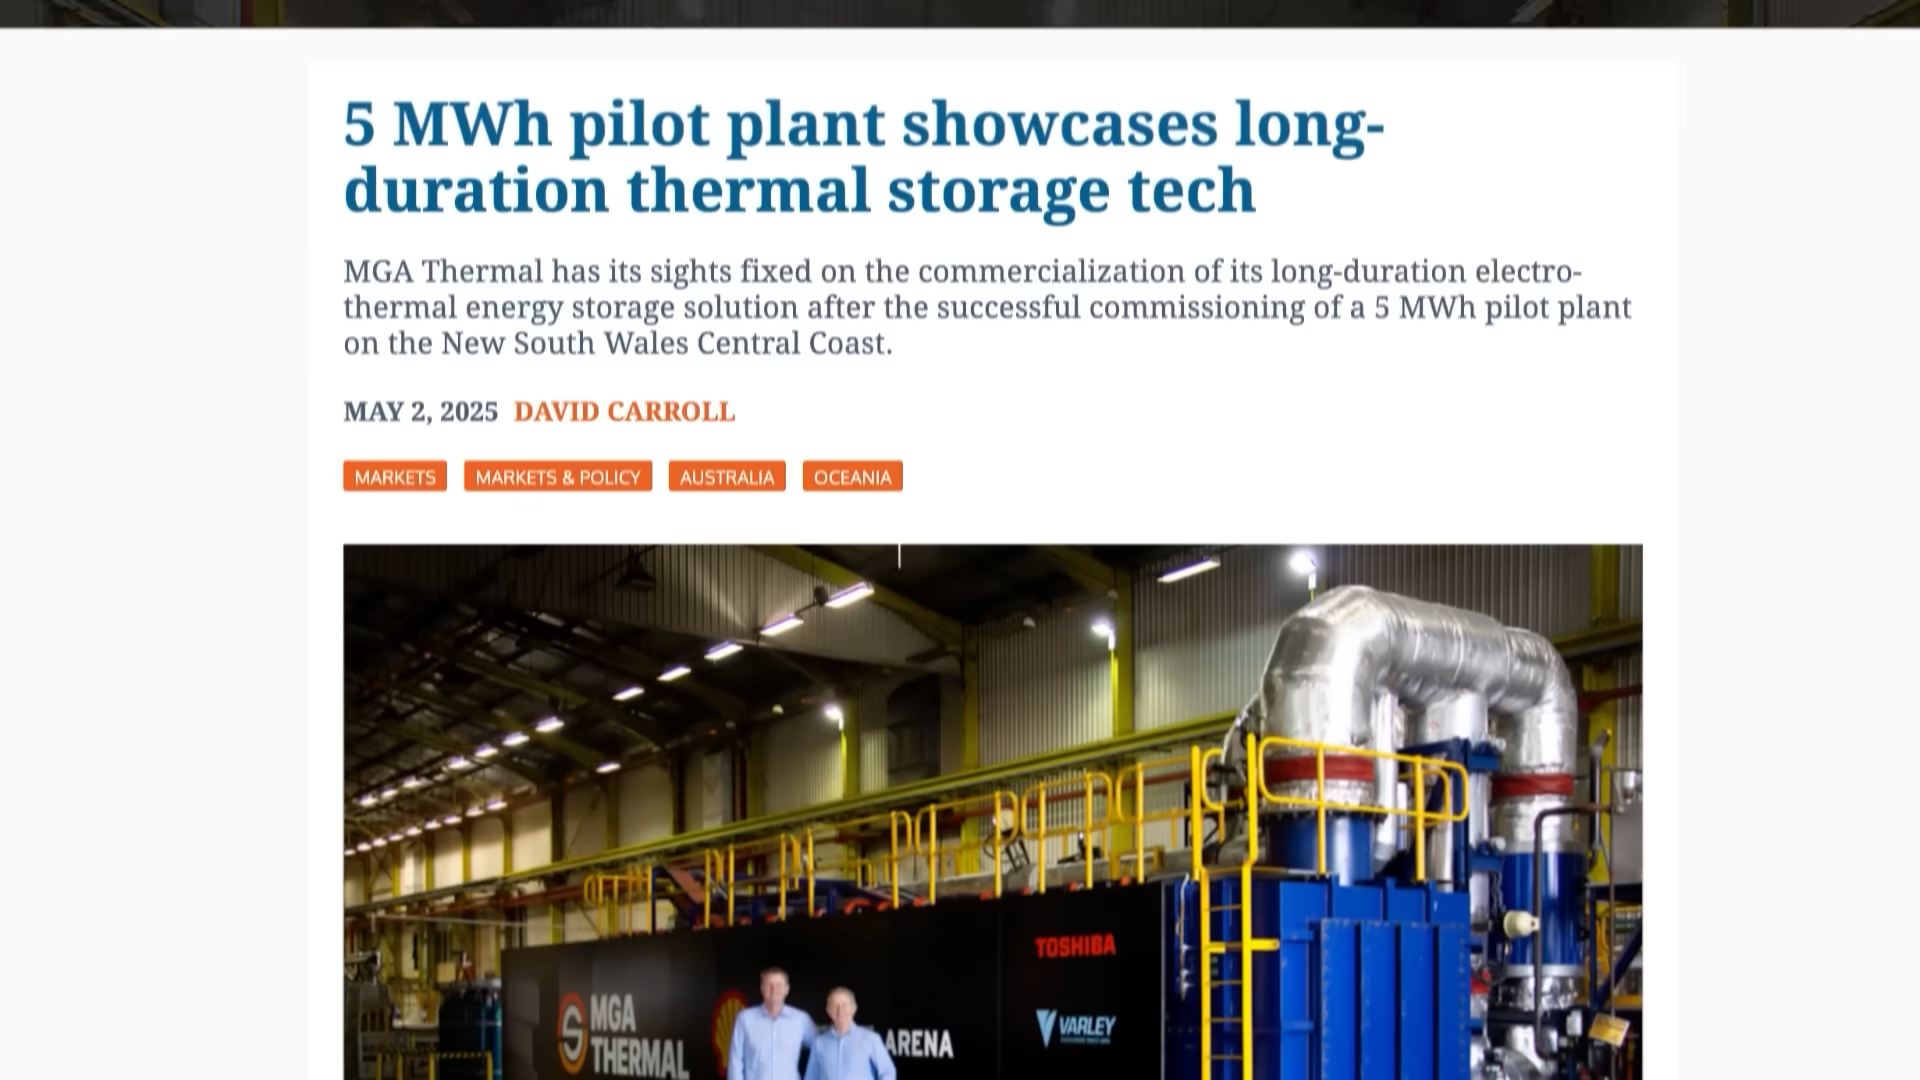 5 MWh pilot plant showcases long-
duration thermal storage tech
MGA Thermal has its sights fixed on the commercialization of its long-duration electro-
thermal energy storage solution after the successful commissioning of a 5 MWh pilot plant
on the New South Wales Central Coast.
MAY 2, 2025 DAVID CARROLL
MARKETS MARKETS & POLICY AUSTRALIA OCEANIA
TOSHIBA
MGA
THERMAL
ARENA
VARLEY